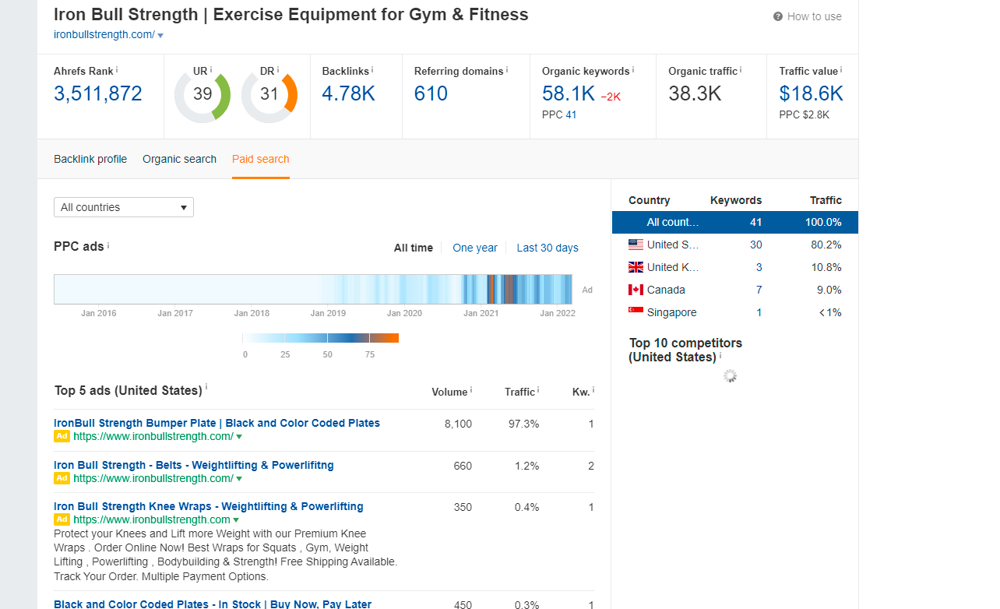 Iron Bull Strength | Exercise Equipment for Gym & Fitness
? How to use
ironbullstrength.com/
Ahrefs Rank i
3,511,872
UR i
39
DR i
31
Backlinks i
4.78K
Referring domains i
610
Organic keywords i
58.1K −2K
PPC 41
Organic traffic i
38.3K
Traffic value i
$18.6K
PPC $2.8K
Backlink profile Organic search Paid search
All countries
PPC ads i
All time One year Last 30 days
Ad
Jan 2016 Jan 2017 Jan 2018 Jan 2019 Jan 2020 Jan 2021 Jan 2022
0 25 50 75
Top 5 ads (United States) i Volume i Traffic i Kw. i
IronBull Strength Bumper Plate | Black and Color Coded Plates 8,100 97.3% 1
Ad https://www.ironbullstrength.com/
Iron Bull Strength - Belts - Weightlifting & Powerlifitng 660 1.2% 2
Ad https://www.ironbullstrength.com/
Iron Bull Strength Knee Wraps - Weightlifting & Powerlifting 350 0.4% 1
Ad https://www.ironbullstrength.com
Protect your Knees and Lift more Weight with our Premium Knee
Wraps . Order Online Now! Best Wraps for Squats , Gym, Weight
Lifting , Powerlifting , Bodybuilding & Strength! Free Shipping Available.
Track Your Order. Multiple Payment Options.
Black and Color Coded Plates - In Stock | Buy Now, Pay Later 450 0.3% 1
Country Keywords Traffic
All count... 41 100.0%
United S... 30 80.2%
United K... 3 10.8%
Canada 7 9.0%
Singapore 1 <1%
Top 10 competitors
(United States) i